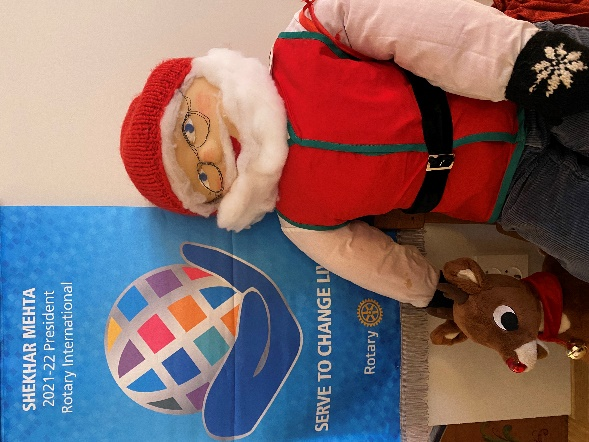 SHEKHAR MEHTA
2021-22 President
Rotary International
SERVE TO CHANGE LI
Rotary